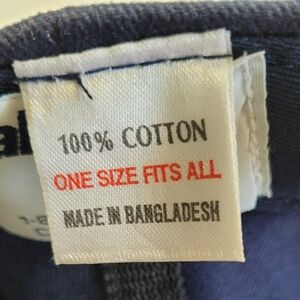 100% COTTON
ONE SIZE FITS ALL
MADE IN BANGLADESH